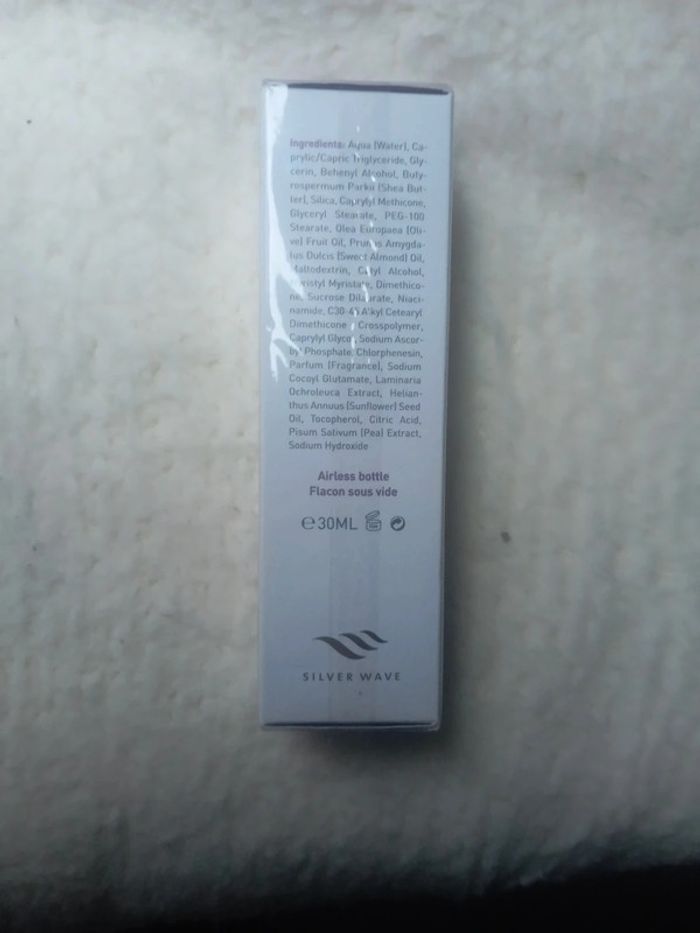 Ingredients: Aqua [Water], Ca-
prylic/Capric Triglyceride, Gly-
cerin, Behenyl Alcohol, Buty-
rospermum Parkii [Shea But-
ter], Silica, Caprylyl Methicone,
Glyceryl Stearate, PEG-100
Stearate, Olea Europaea [Oli-
ve] Fruit Oil, Prunus Amygda-
lus Dulcis [Sweet Almond] Oil,
Maltodextrin, Cetyl Alcohol,
Myristyl Myristate, Dimethico-
ne, Sucrose Dilaurate, Niaci-
namide, C30-45 Alkyl Cetearyl
Dimethicone Crosspolymer,
Caprylyl Glycol, Sodium Ascor-
byl Phosphate, Chlorphenesin,
Parfum [Fragrance], Sodium
Cocoyl Glutamate, Laminaria
Ochroleuca Extract, Helian-
thus Annuus [Sunflower] Seed
Oil, Tocopherol, Citric Acid,
Pisum Sativum [Pea] Extract,
Sodium Hydroxide
Airless bottle
Flacon sous vide
℮30ML
SILVER WAVE